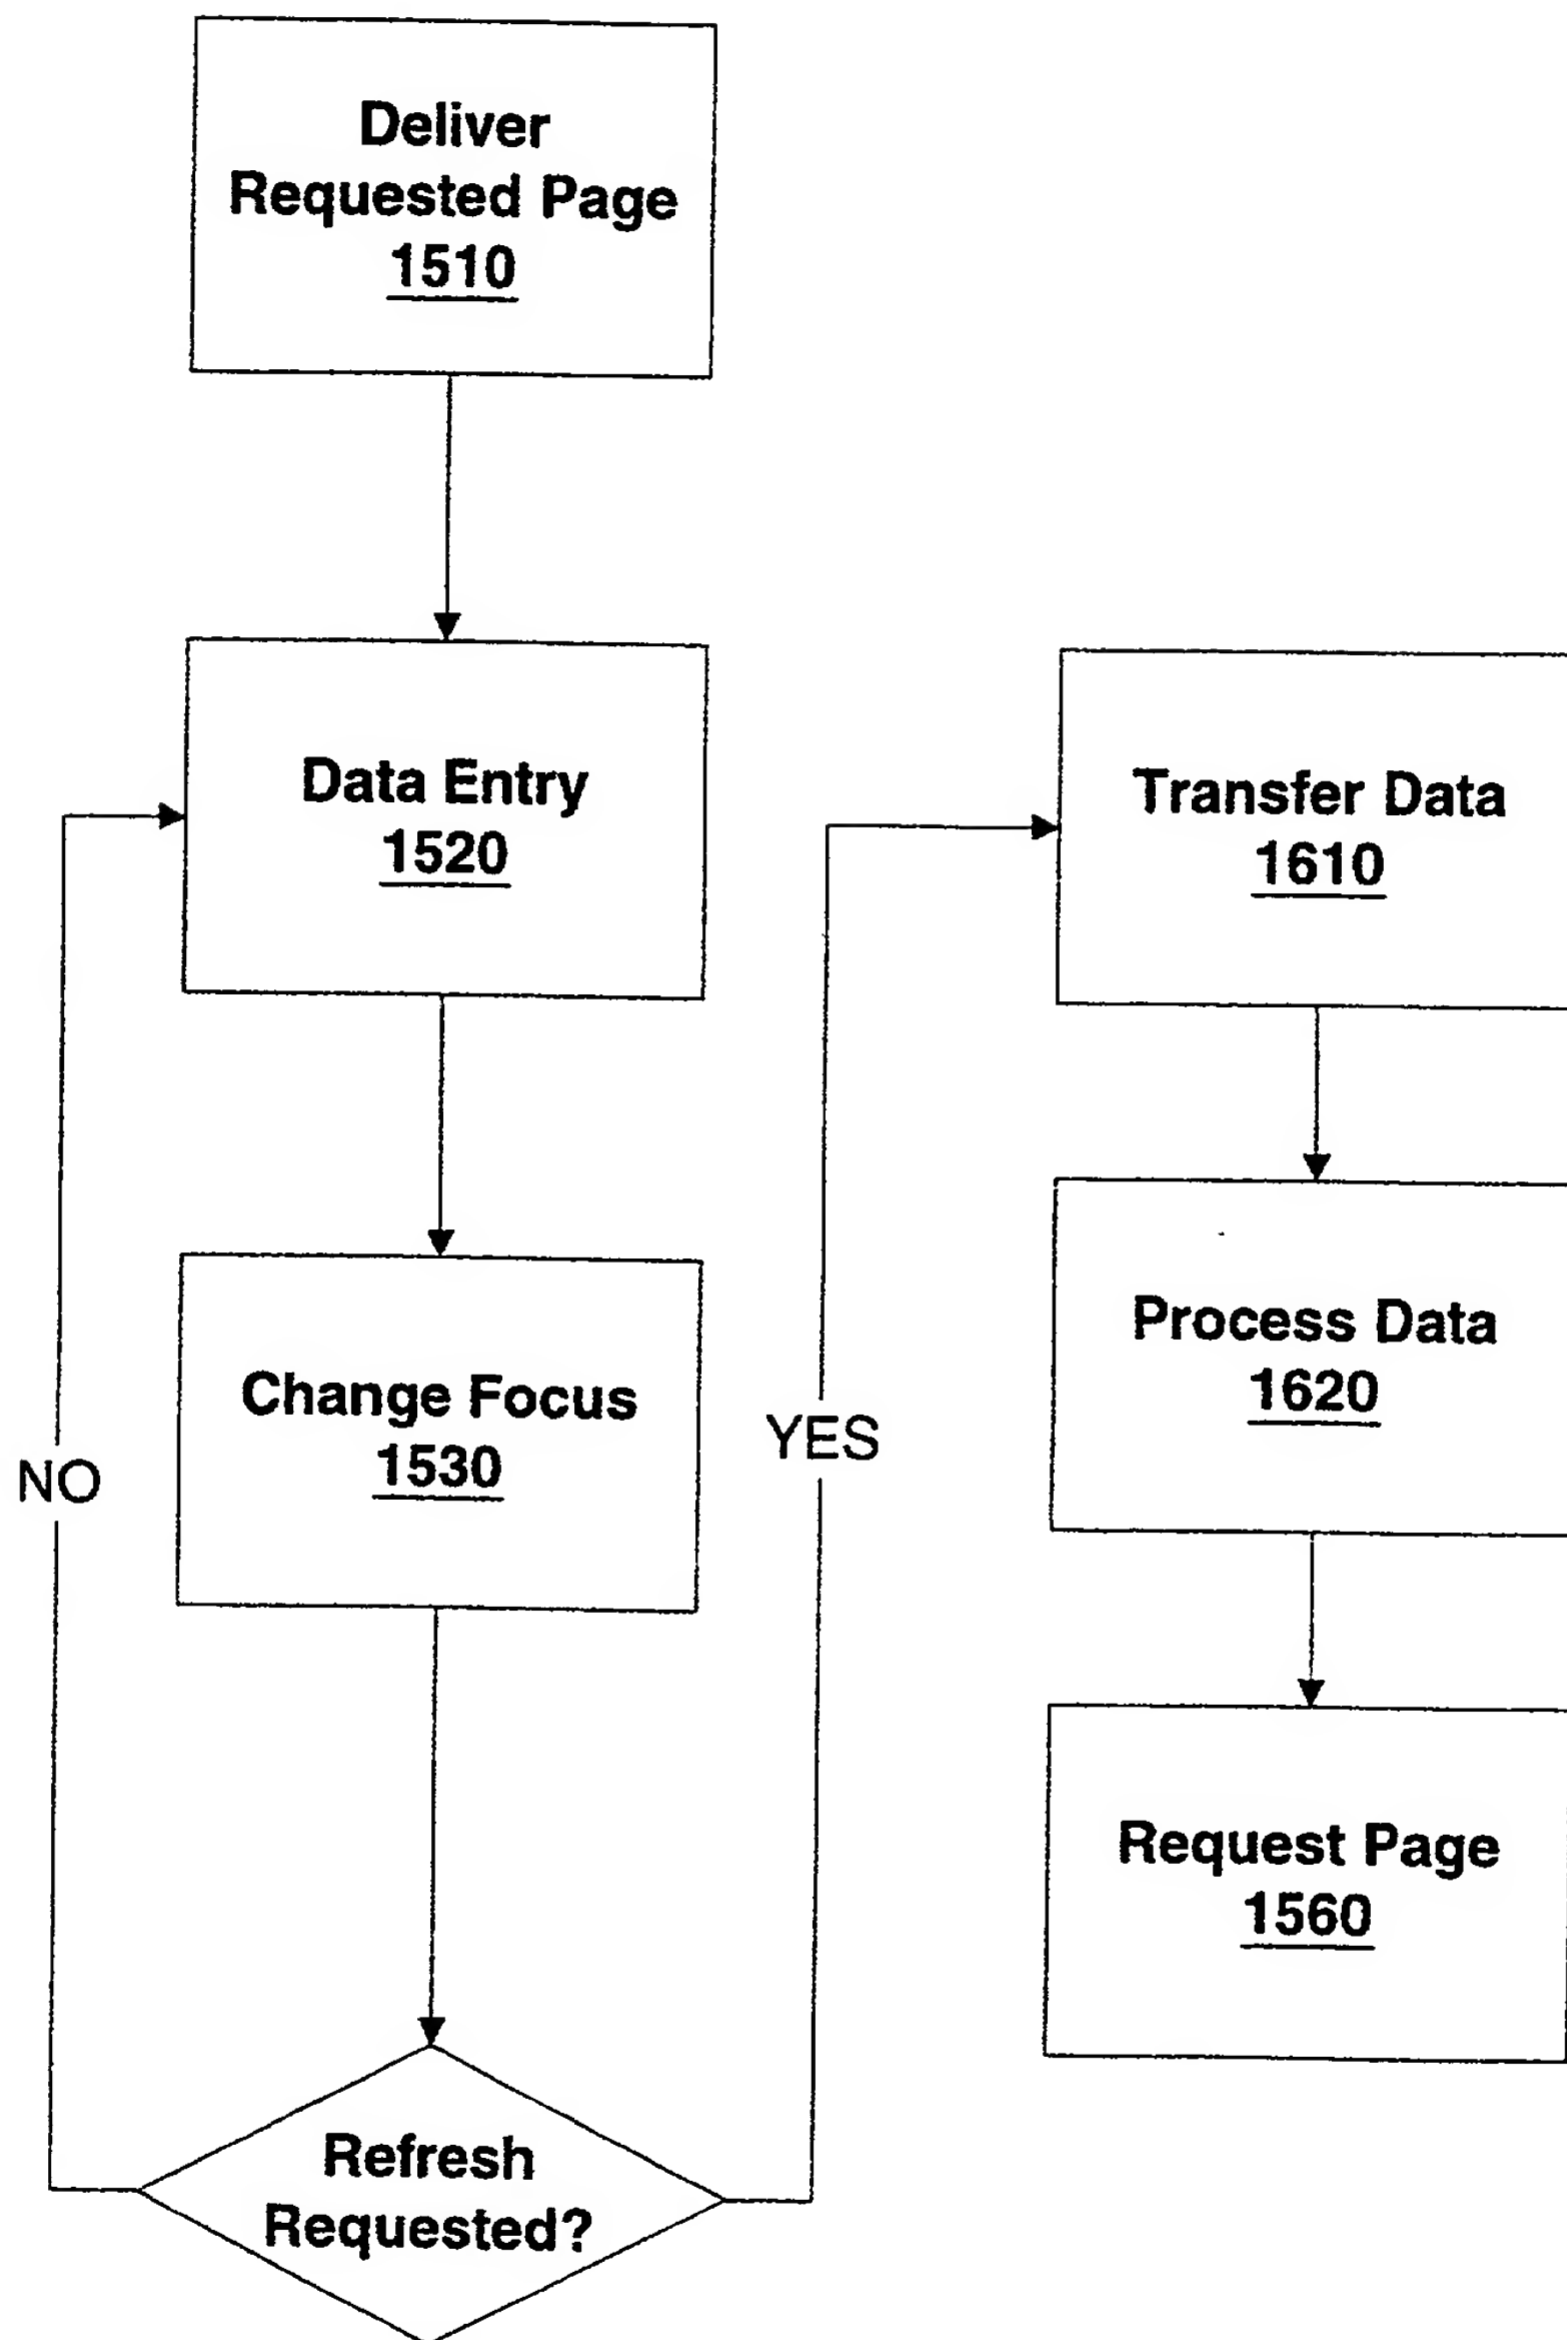 Deliver
Requested Page
1510
Data Entry
1520
Change Focus
1530
NO
Refresh
Requested?
YES
Transfer Data
1610
Process Data
1620
Request Page
1560